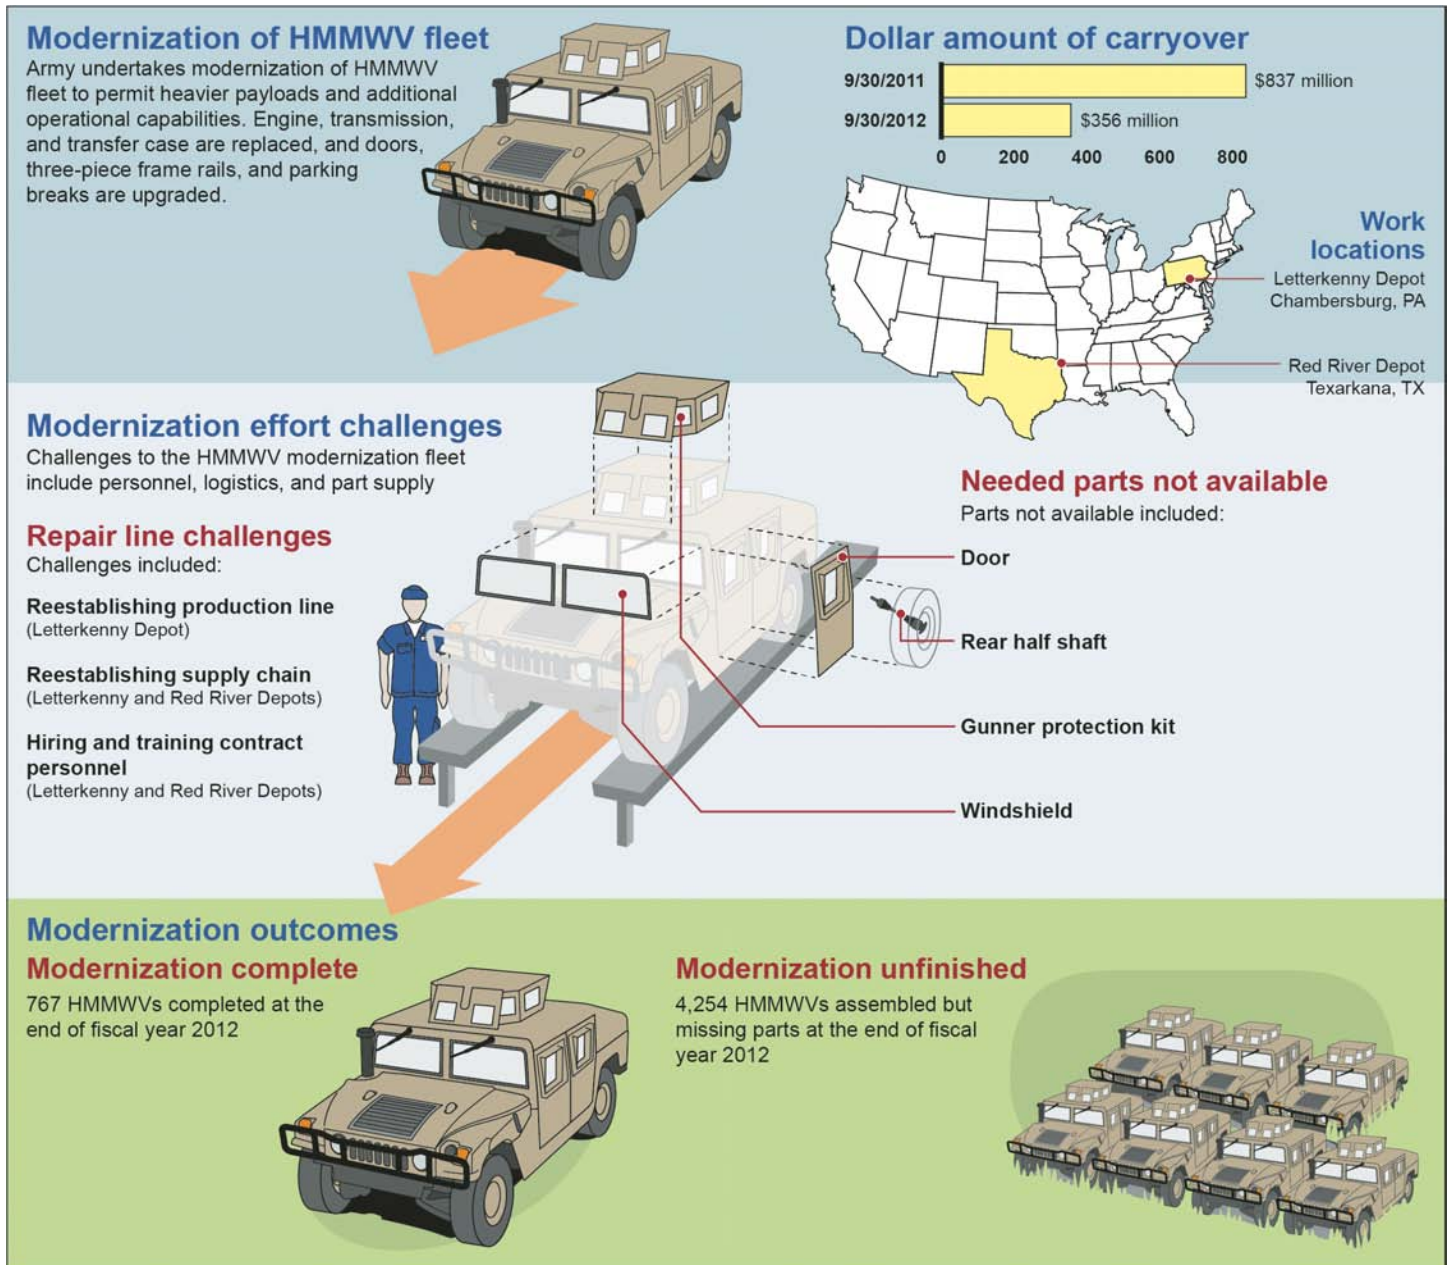 Modernization of HMMWV fleet
Army undertakes modernization of HMMWV
fleet to permit heavier payloads and additional
operational capabilities. Engine, transmission,
and transfer case are replaced, and doors,
three-piece frame rails, and parking
breaks are upgraded.
Dollar amount of carryover
9/30/2011
$837 million
9/30/2012
$356 million
0 200 400 600 800
Work
locations
Letterkenny Depot
Chambersburg, PA
Red River Depot
Texarkana, TX
Modernization effort challenges
Challenges to the HMMWV modernization fleet
include personnel, logistics, and part supply
Repair line challenges
Challenges included:
Reestablishing production line
(Letterkenny Depot)
Reestablishing supply chain
(Letterkenny and Red River Depots)
Hiring and training contract
personnel
(Letterkenny and Red River Depots)
Needed parts not available
Parts not available included:
Door
Rear half shaft
Gunner protection kit
Windshield
Modernization outcomes
Modernization complete
767 HMMWVs completed at the
end of fiscal year 2012
Modernization unfinished
4,254 HMMWVs assembled but
missing parts at the end of fiscal
year 2012